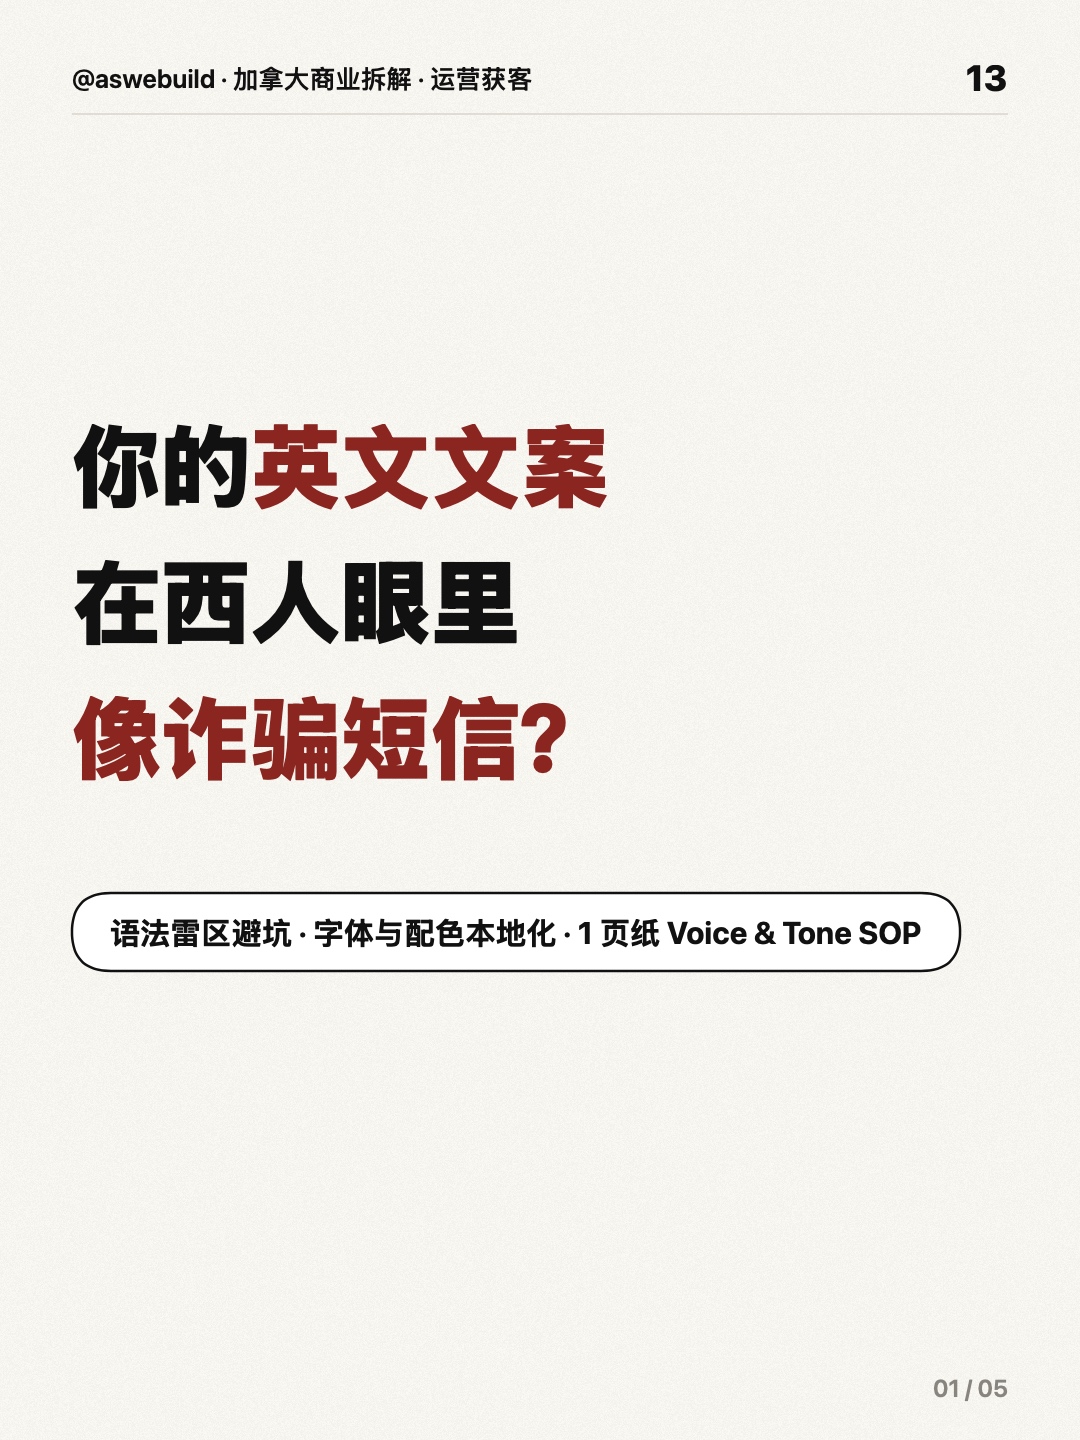 @aswebuild · 加拿大商业拆解 · 运营获客
13
你的英文文案
在西人眼里
像诈骗短信?
语法雷区避坑 · 字体与配色本地化 · 1 页纸 Voice & Tone SOP
01 / 05